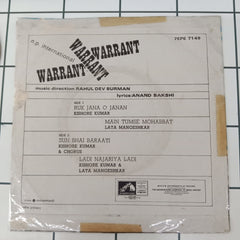 7EPE 7149
o.p. international
WARRANT
WARRANT
WARRANT
music direction RAHUL DEV BURMAN
lyrics: ANAND BAKSHI
SIDE 1
RUK JANA O JANAN
KISHORE KUMAR
MAIN TUMSE MOHABBAT
LATA MANGESHKAR
SIDE 2
SUN BHAI BARAATI
KISHORE KUMAR
& CHORUS
LADI NAJARIYA LADI
KISHORE KUMAR &
LATA MANGESHKAR